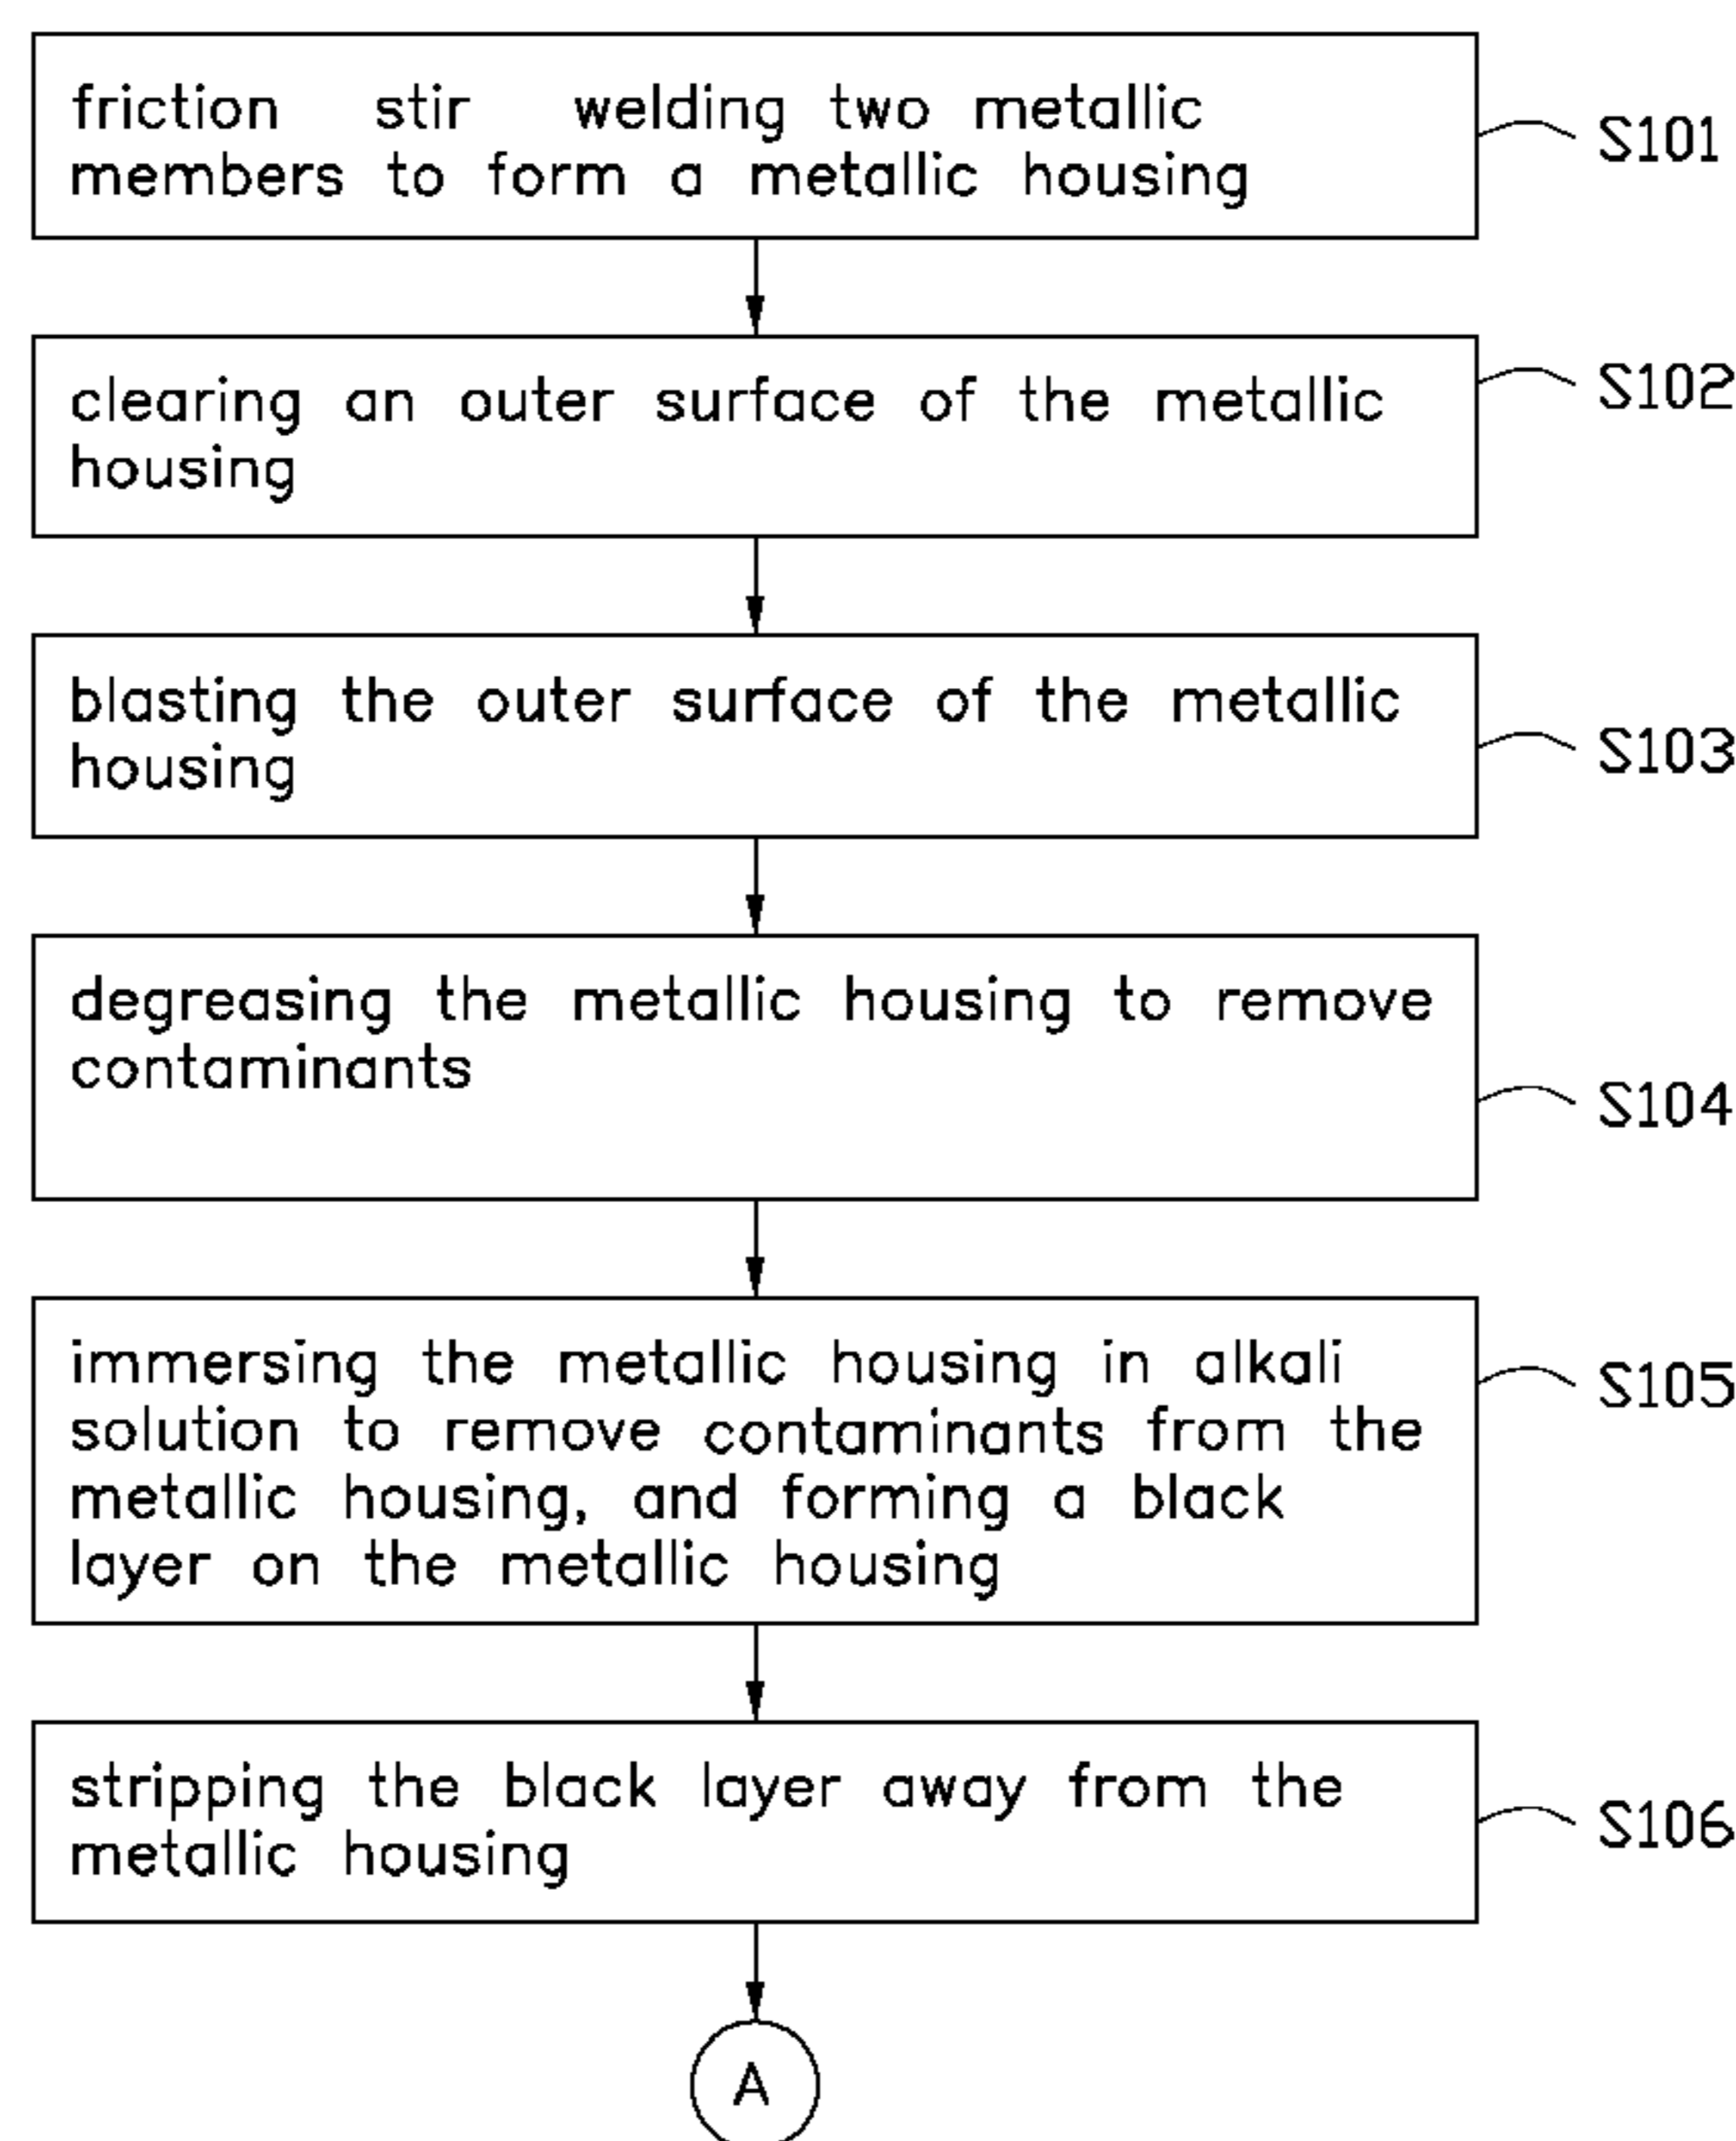 friction stir welding two metallic
members to form a metallic housing
S101
clearing an outer surface of the metallic
housing
S102
blasting the outer surface of the metallic
housing
S103
degreasing the metallic housing to remove
contaminants
S104
immersing the metallic housing in alkali
solution to remove contaminants from the
metallic housing, and forming a black
layer on the metallic housing
S105
stripping the black layer away from the
metallic housing
S106
A